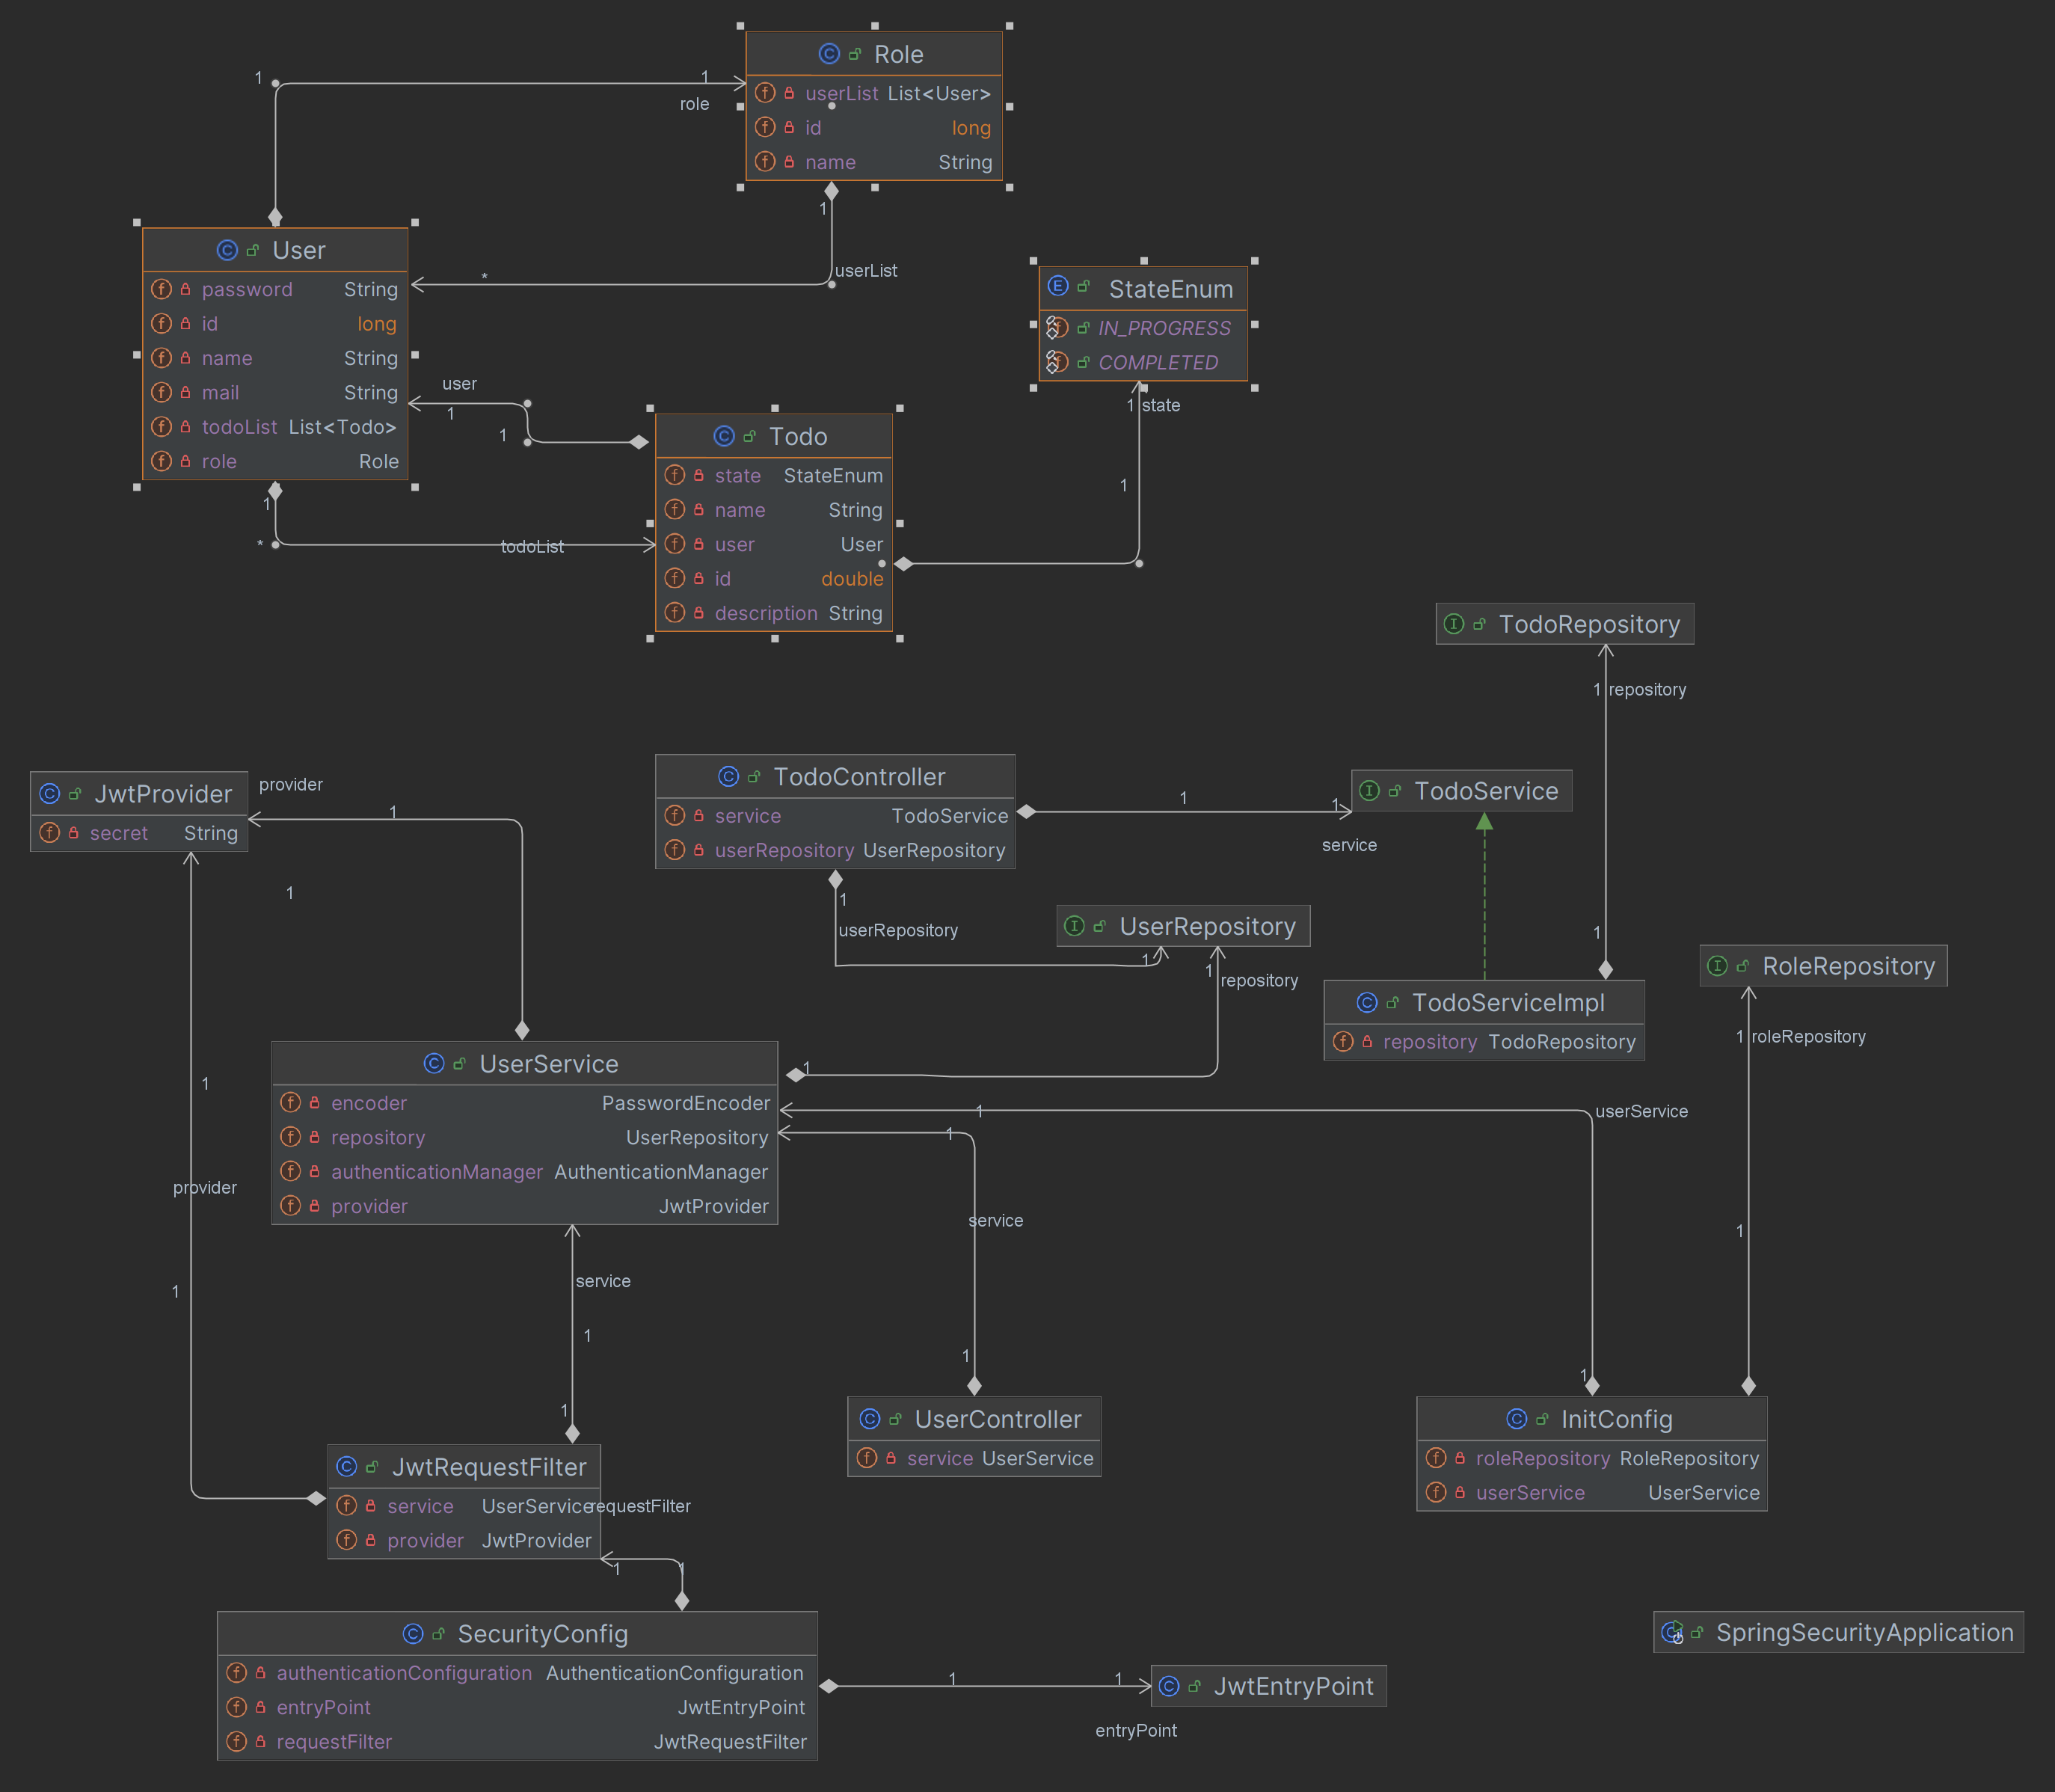 Role
userList List<User>
id long
name String
1
1
role
1
userList
*
User
password String
id long
name String
mail String
todoList List<Todo>
role Role
StateEnum
IN_PROGRESS
COMPLETED
1 state
1
user
1
1
Todo
state StateEnum
name String
user User
id double
description String
1
*
todoList
TodoRepository
1 repository
1
JwtProvider
secret String
provider
1
1
TodoController
service TodoService
userRepository UserRepository
1
1
service
TodoService
1
userRepository
1
UserRepository
1
repository
TodoServiceImpl
repository TodoRepository
RoleRepository
1 roleRepository
1
UserService
encoder PasswordEncoder
repository UserRepository
authenticationManager AuthenticationManager
provider JwtProvider
1
1
userService
1
service
1
provider
1
service
1
1
1
1
UserController
service UserService
InitConfig
roleRepository RoleRepository
userService UserService
JwtRequestFilter
service UserService
provider JwtProvider
requestFilter
1
1
SecurityConfig
authenticationConfiguration AuthenticationConfiguration
entryPoint JwtEntryPoint
requestFilter JwtRequestFilter
1
1
entryPoint
JwtEntryPoint
SpringSecurityApplication